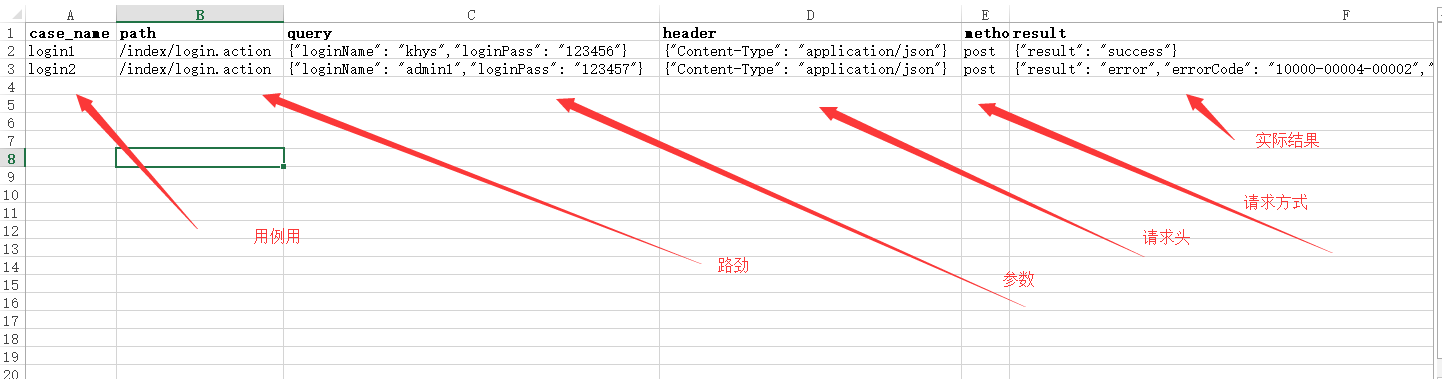 A B C D E F
1 case_name path query header metho result
2 login1 /index/login.action {"loginName": "khys","loginPass": "123456"} {"Content-Type": "application/json"} post {"result": "success"}
3 login2 /index/login.action {"loginName": "admin1","loginPass": "123457"} {"Content-Type": "application/json"} post {"result": "error","errorCode": "10000-00004-00002","
4
5
6
7
实际结果
8
9
10
11
请求方式
12
13
用例用
请求头
14
路劲
15
参数
16
17
18
19
20